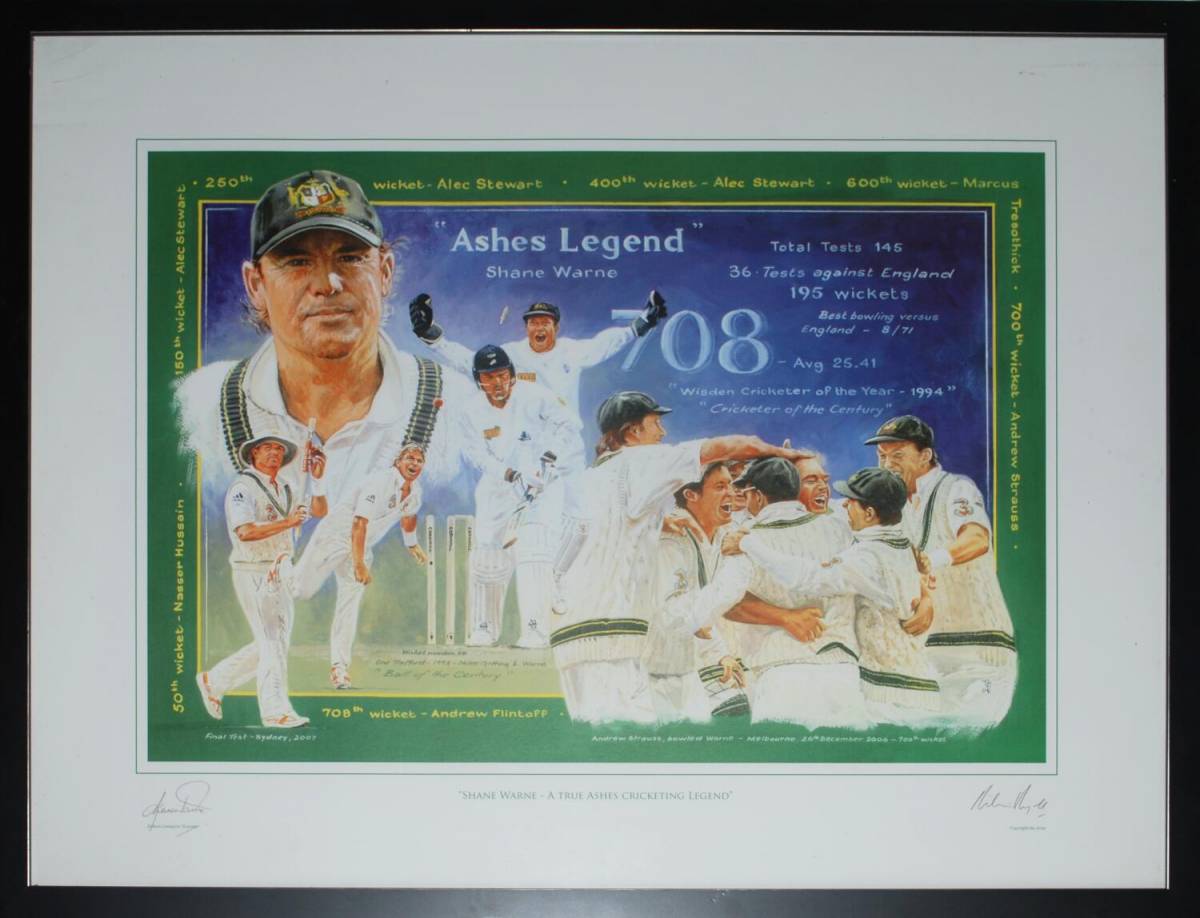 50th wicket - Nasser Hussain · 150th wicket - Alec Stewart · 250th wicket - Alec Stewart · 400th wicket - Alec Stewart · 600th wicket - Marcus Trescothick · 700th wicket - Andrew Strauss ·
708th wicket - Andrew Flintoff ·
"Ashes Legend"
Shane Warne
Total Tests 145
36 · Tests against England
195 wickets
Best bowling versus
England - 8/71
708
- Avg 25.41
"Wisden Cricketer of the Year - 1994"
"Cricketer of the Century"
"Ball of the Century"
Final Test - Sydney, 2007
Andrew Strauss, bowled Warne - Melbourne, 26th December 2006 - 700th wicket
"SHANE WARNE - A TRUE ASHES CRICKETING LEGEND"